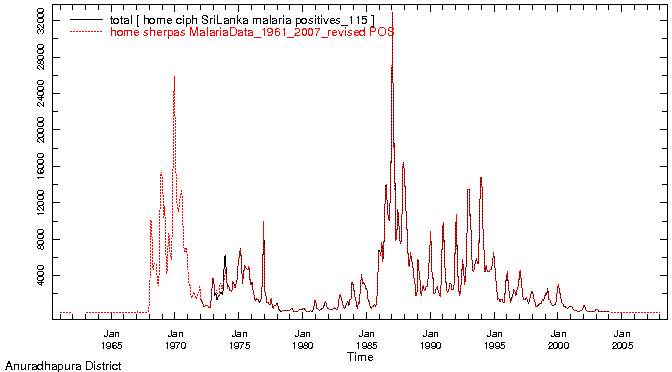 total [ home ciph SriLanka malaria positives_115 ]
home sherpas MalariaData_1961_2007_revised POS
32000
28000
24000
20000
16000
12000
8000
4000
Jan Jan Jan Jan Jan Jan Jan Jan Jan
1965 1970 1975 1980 1985 1990 1995 2000 2005
Time
Anuradhapura District